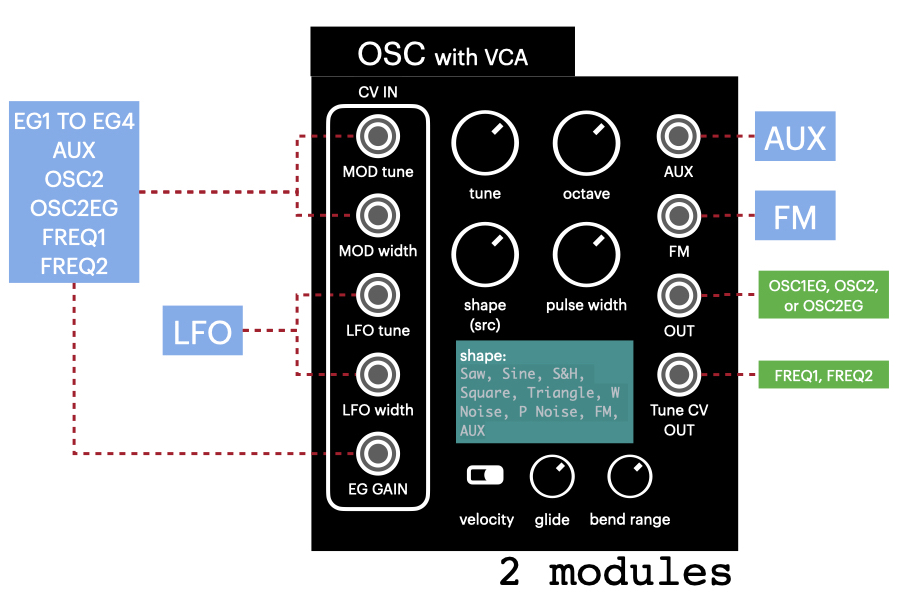 OSC with VCA
CV IN
EG1 TO EG4
AUX
OSC2
OSC2EG
FREQ1
FREQ2
LFO
MOD tune
MOD width
LFO tune
LFO width
EG GAIN
tune
octave
shape
(src)
pulse width
shape:
Saw, Sine, S&H,
Square, Triangle, W
Noise, P Noise, FM,
AUX
velocity
glide
bend range
AUX
FM
OUT
Tune CV
OUT
AUX
FM
OSC1EG, OSC2,
or OSC2EG
FREQ1, FREQ2
2 modules